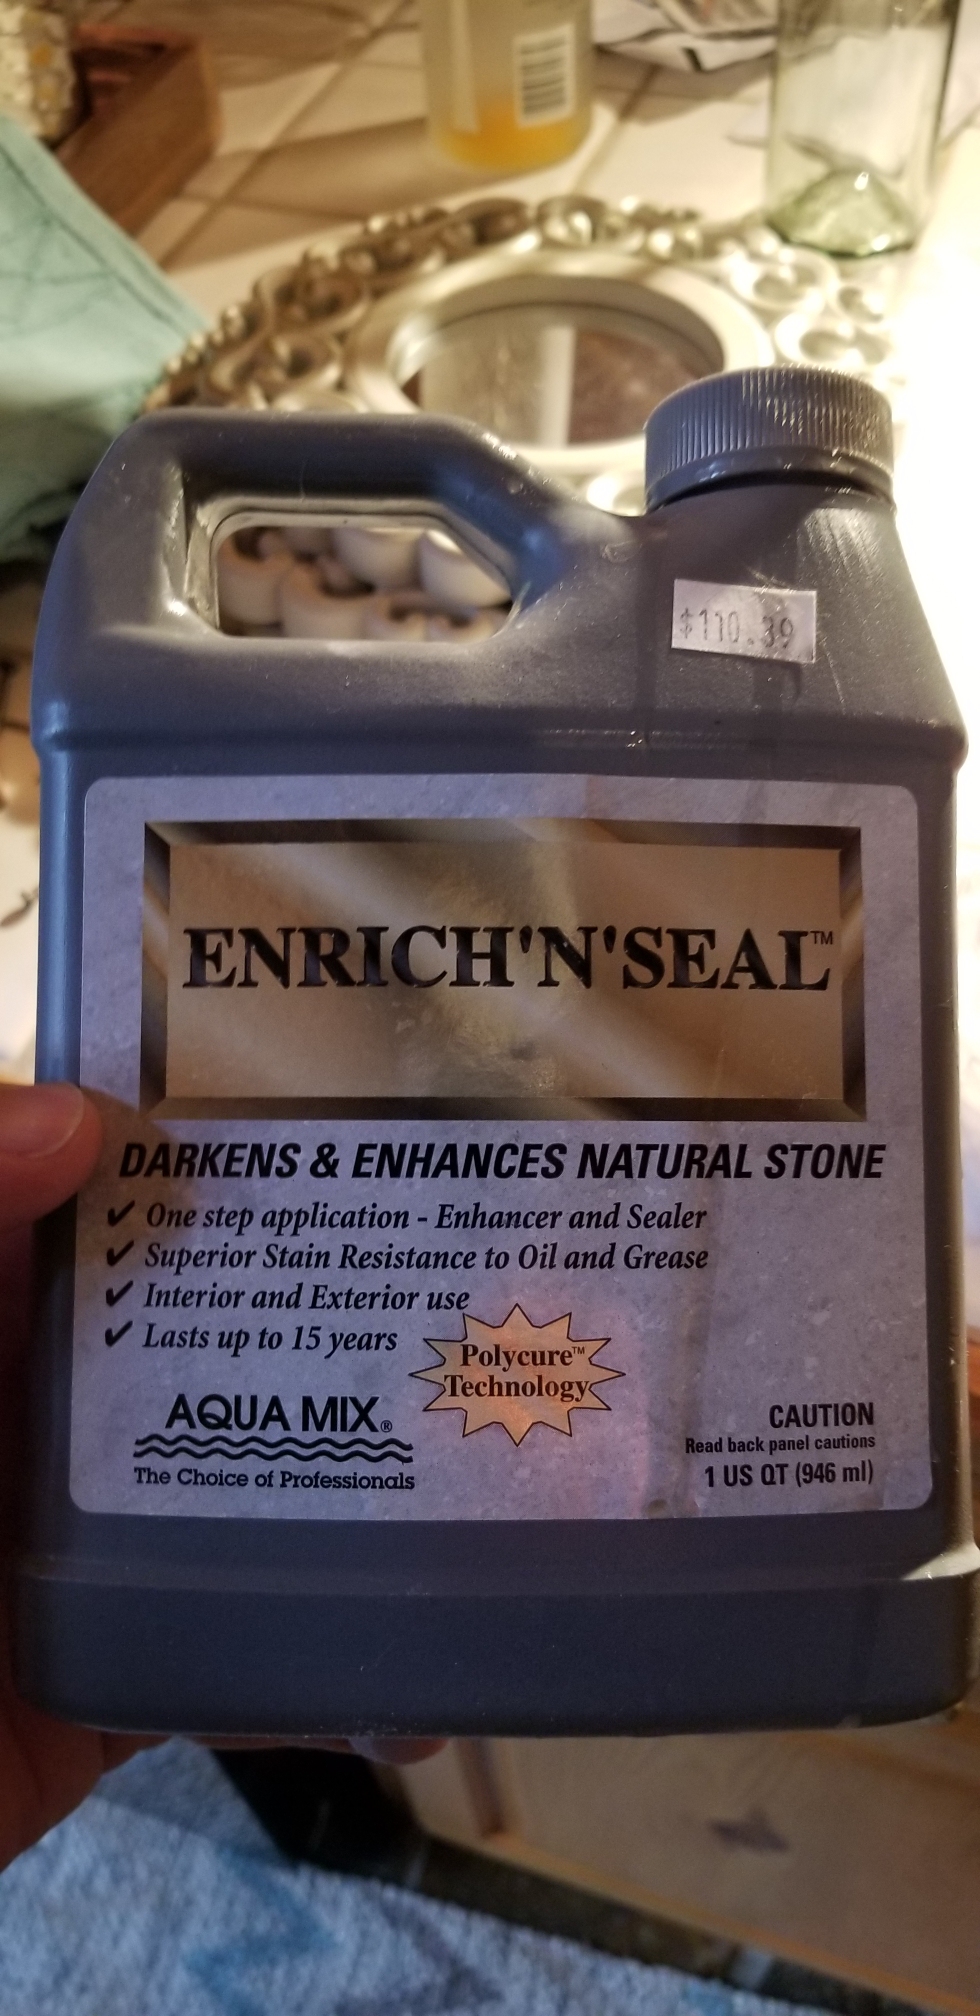 $110.39
ENRICH'N'SEAL™
DARKENS & ENHANCES NATURAL STONE
✔ One step application - Enhancer and Sealer
✔ Superior Stain Resistance to Oil and Grease
✔ Interior and Exterior use
✔ Lasts up to 15 years
Polycure™
Technology
AQUA MIX®
The Choice of Professionals
CAUTION
Read back panel cautions
1 US QT (946 ml)